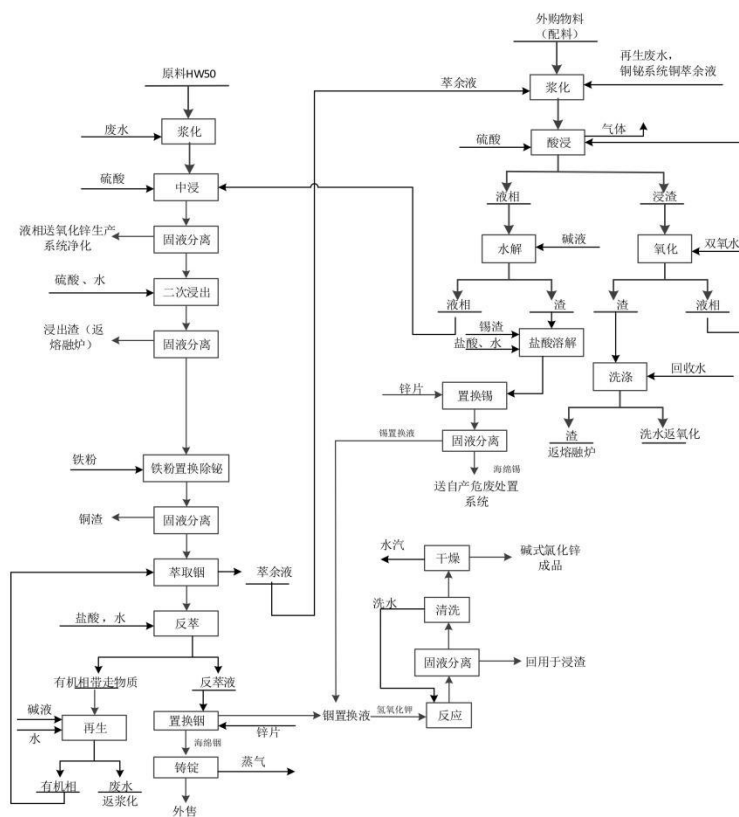 外购物料
（配料）
原料HW50
萃余液
再生废水，
铜铋系统铜萃余液
浆化
废水
浆化
硫酸
酸浸
气体
硫酸
中浸
液相
浸渣
液相送氧化锌生产
系统净化
固液分离
水解
碱液
氧化
双氧水
硫酸、水
二次浸出
液相
渣
渣
液相
浸出渣（返
熔融炉）
固液分离
锡渣
盐酸、水
盐酸溶解
洗涤
回收水
锌片
置换锡
锡置换液
固液分离
渣
返熔融炉
洗水返氧化
海绵锡
送自产危废处置
系统
铁粉
铁粉置换除铋
铜渣
固液分离
水汽
干燥
碱式氯化锌
成品
萃取铟
萃余液
洗水
清洗
盐酸，水
反萃
固液分离
回用于浸渣
有机相带走物质
反萃液
碱液
水
再生
置换铟
锌片
铟置换液
氢氧化钾
反应
海绵铟
铸锭
蒸气
有机相
废水
返浆化
外售